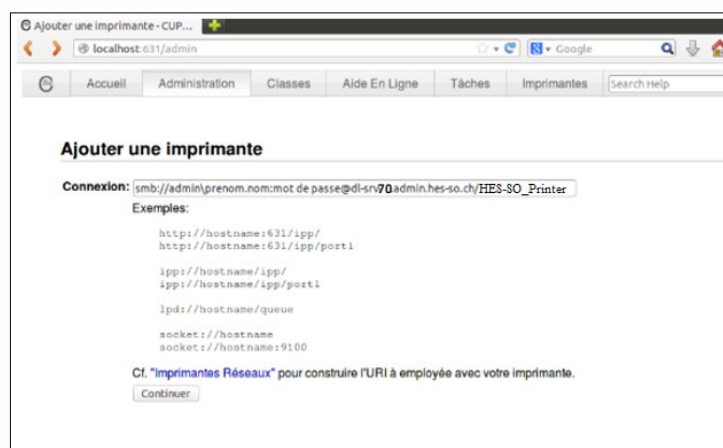 Ajouter une imprimante - CUP...
localhost:631/admin
Google
Accueil Administration Classes Aide En Ligne Tâches Imprimantes Search Help
Ajouter une imprimante
Connexion: smb://admin\prenom.nom:mot de passe@dl-srv70.admin.hes-so.ch/HES-SO_Printer
Exemples:
http://hostname:631/ipp/
http://hostname:631/ipp/port1
ipp://hostname/ipp/
ipp://hostname/ipp/port1
lpd://hostname/queue
socket://hostname
socket://hostname:9100
Cf. "Imprimantes Réseaux" pour construire l'URI à employée avec votre imprimante.
Continuer